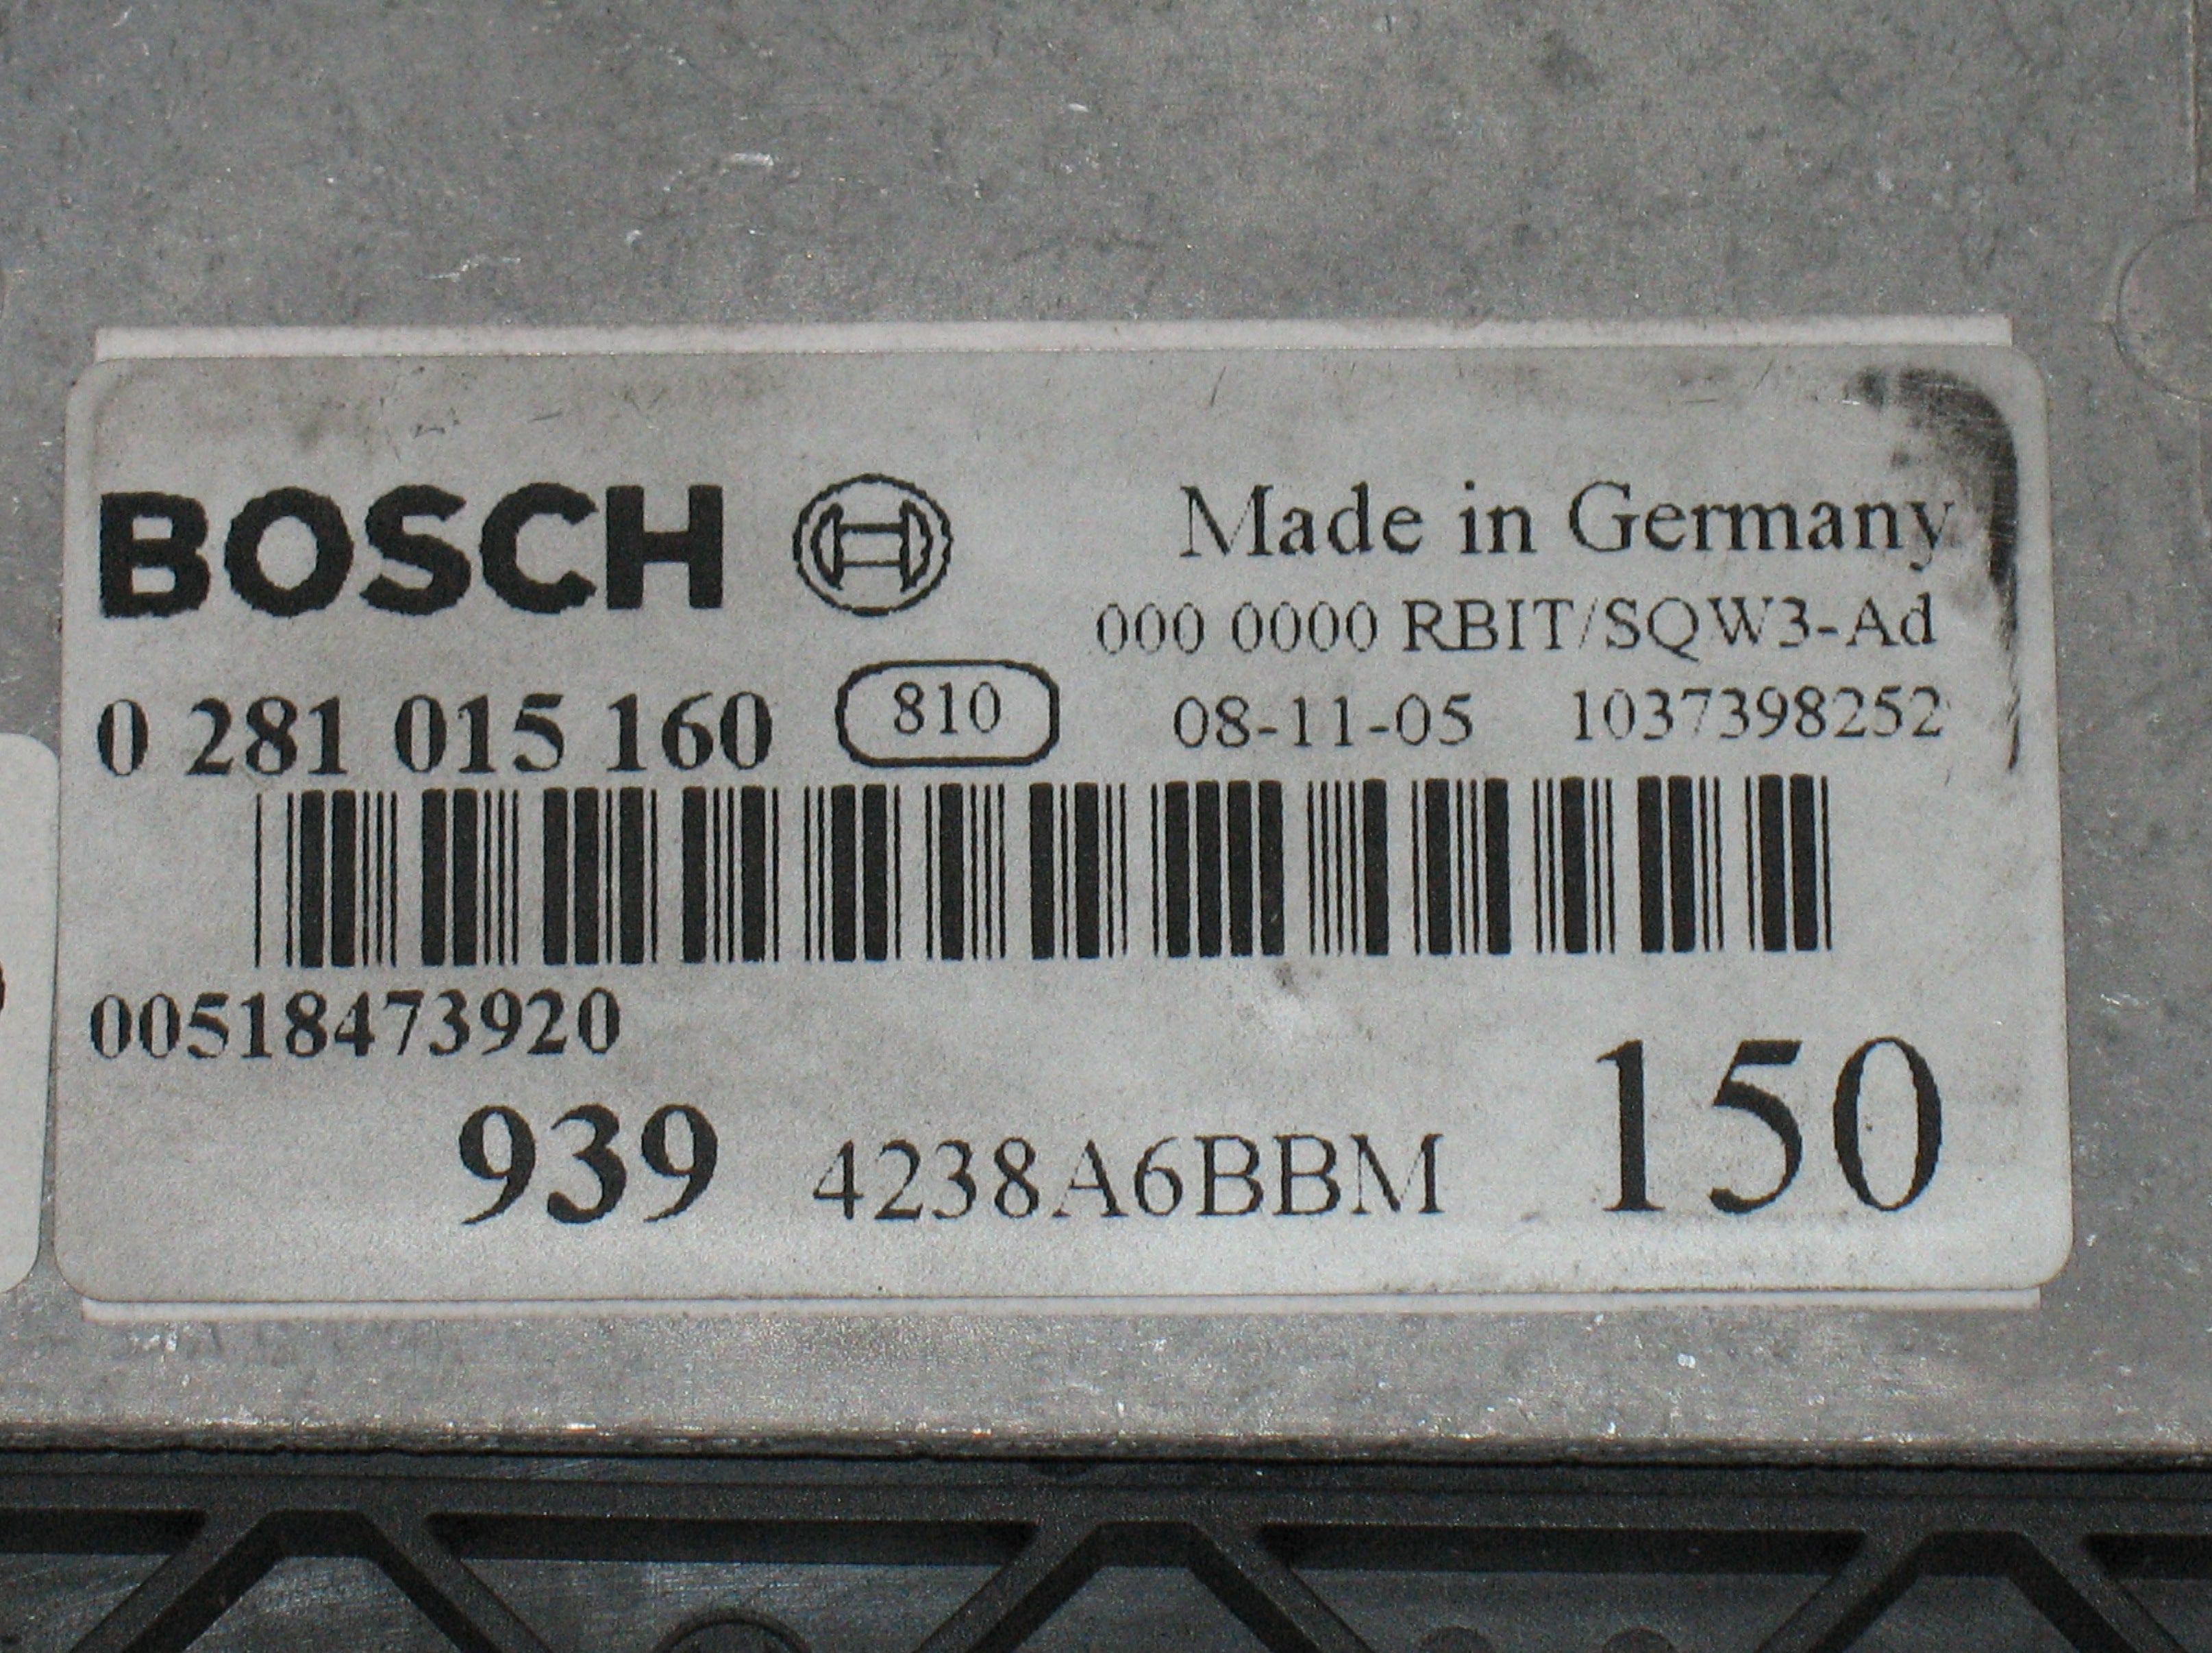 BOSCH
Made in Germany
000 0000 RBIT/SQW3-Ad
0 281 015 160 810 08-11-05 1037398252
00518473920
939 4238A6BBM 150